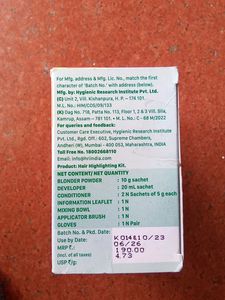 For Mfg. address & Mfg. Lic. No., match the first
character of 'Batch No.' with address (below).
Mfg. by: Hygienic Research Institute Pvt. Ltd.
(C) Unit 2, Vill. Kishanpura, H. P. – 174 101.
M.L. No.: HIM/COS/09/133
(K) Dag No. 718, Patta No. 113, Floor 1, 2 & 3 Vill. Sila,
Kamrup, Assam – 781 101. • M. L. No.: C - 68 M/2022
For queries and feedback:
Customer Care Executive, Hygienic Research Institute
Pvt. Ltd., Rgd. Off.: 602, Supreme Chambers,
Andheri (W), Mumbai - 400 053, Maharashtra, INDIA
Toll Free No. 18002668110
Email: info@hriindia.com
Product: Hair Highlighting Kit.
NET CONTENT/ NET QUANTITY
BLONDER POWDER : 10 g sachet
DEVELOPER : 20 mL sachet
CONDITIONER : 2 N Sachets of 5 g each
INFORMATION LEAFLET : 1 N
MIXING BOWL : 1 N
APPLICATOR BRUSH : 1 N
GLOVES : 1 N Pair
Batch No. & Pkd. Date: K014 10/23
Use by Date: 06/26
MRP ₹: 190.00
(incl. of all taxes)
USP ₹/g: 4.73